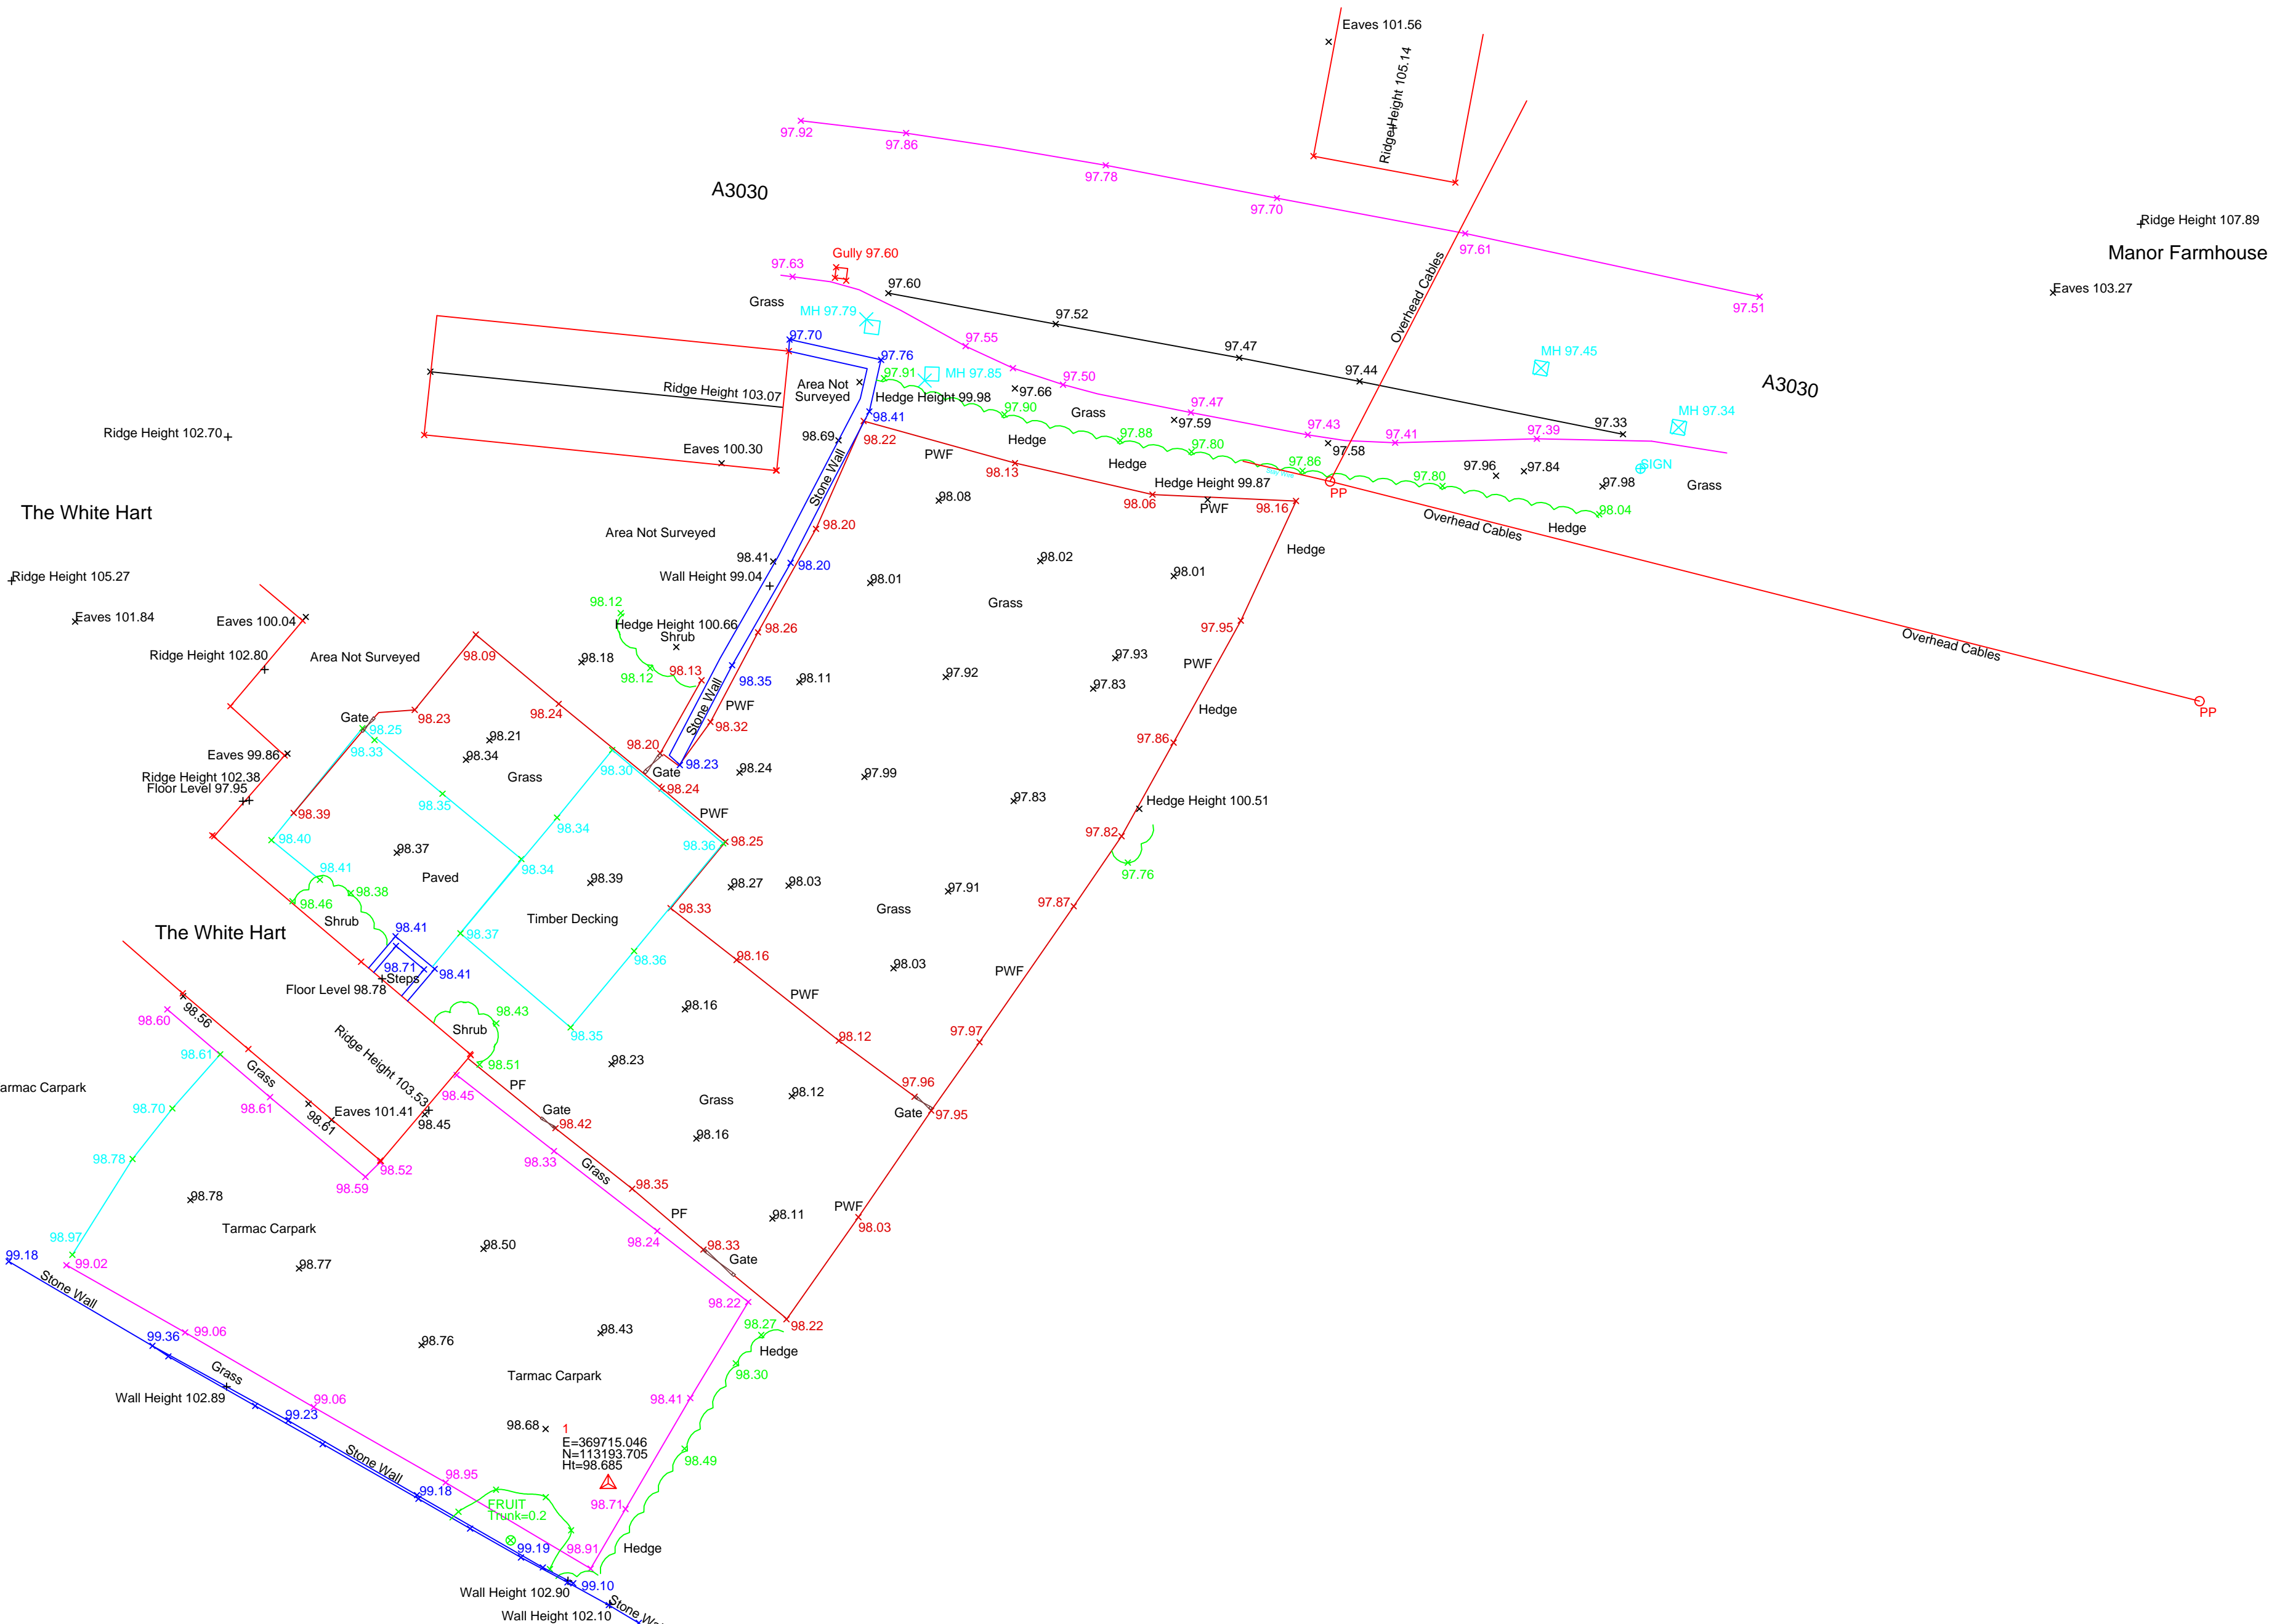 Eaves 101.56
Ridge Height 105.14
97.92
97.86
97.78
A3030
97.70
97.61
Ridge Height 107.89
Manor Farmhouse
Gully 97.60
97.63
97.60
Overhead Cables
Eaves 103.27
97.51
Grass
MH 97.79
97.52
97.70
97.55
97.47
MH 97.45
97.76
97.91
MH 97.85
97.50
97.44
A3030
Area Not
Surveyed
Ridge Height 103.07
97.66
Hedge Height 99.98
97.90
Grass
97.47
97.59
97.43
97.41
97.39
97.33
MH 97.34
98.41
98.22
98.69
Ridge Height 102.70
Eaves 100.30
Stone Wall
PWF
Hedge
98.13
97.88
97.80
Hedge
97.58
97.86
97.96
97.84
SIGN
97.98
Grass
97.80
Hedge Height 99.87
98.08
98.06
PWF
98.16
PP
98.04
Overhead Cables
Hedge
The White Hart
98.20
Area Not Surveyed
98.41
98.20
98.02
Hedge
Wall Height 99.04
98.01
98.01
Ridge Height 105.27
98.12
Grass
Eaves 101.84
Eaves 100.04
Hedge Height 100.66
Shrub
98.26
97.95
Overhead Cables
Ridge Height 102.80
Area Not Surveyed
98.09
98.18
98.12
98.13
98.35
98.11
97.92
97.93
PWF
97.83
Stone Wall
PWF
98.32
Gate
98.25
98.23
98.24
98.33
98.21
98.20
Hedge
PP
97.86
Eaves 99.86
98.34
98.30
98.23
Gate
98.24
Ridge Height 102.38
Floor Level 97.95
Grass
98.24
97.99
98.35
98.39
98.34
PWF
97.83
Hedge Height 100.51
98.40
98.37
98.36
98.25
97.82
98.41
98.34
Paved
98.39
98.27
98.03
97.91
97.76
98.38
98.46
Shrub
Timber Decking
98.33
Grass
97.87
The White Hart
98.41
98.37
98.71
98.41
Steps
98.36
98.16
98.03
PWF
Floor Level 98.78
PWF
98.60
98.56
98.43
98.16
Shrub
98.35
98.12
97.97
98.61
Ridge Height 103.53
98.51
98.23
Grass
PF
armac Carpark
98.61
98.45
98.12
97.96
98.70
Eaves 101.41
98.61
98.45
Gate
98.42
Grass
Gate
97.95
98.16
98.78
98.52
98.59
98.33
Grass
98.35
98.78
PWF
Tarmac Carpark
PF
98.11
98.03
98.97
98.24
99.18
99.02
98.50
98.33
Gate
98.77
Stone Wall
98.22
99.36
99.06
98.76
98.43
98.27
98.22
Hedge
Grass
Tarmac Carpark
98.30
Wall Height 102.89
99.06
98.41
99.23
98.68
1
E=369715.046
N=113193.705
Ht=98.685
Stone Wall
98.49
98.95
99.18
FRUIT
Trunk=0.2
98.71
99.19
98.91
Hedge
99.10
Wall Height 102.90
Stone Wa
Wall Height 102.10